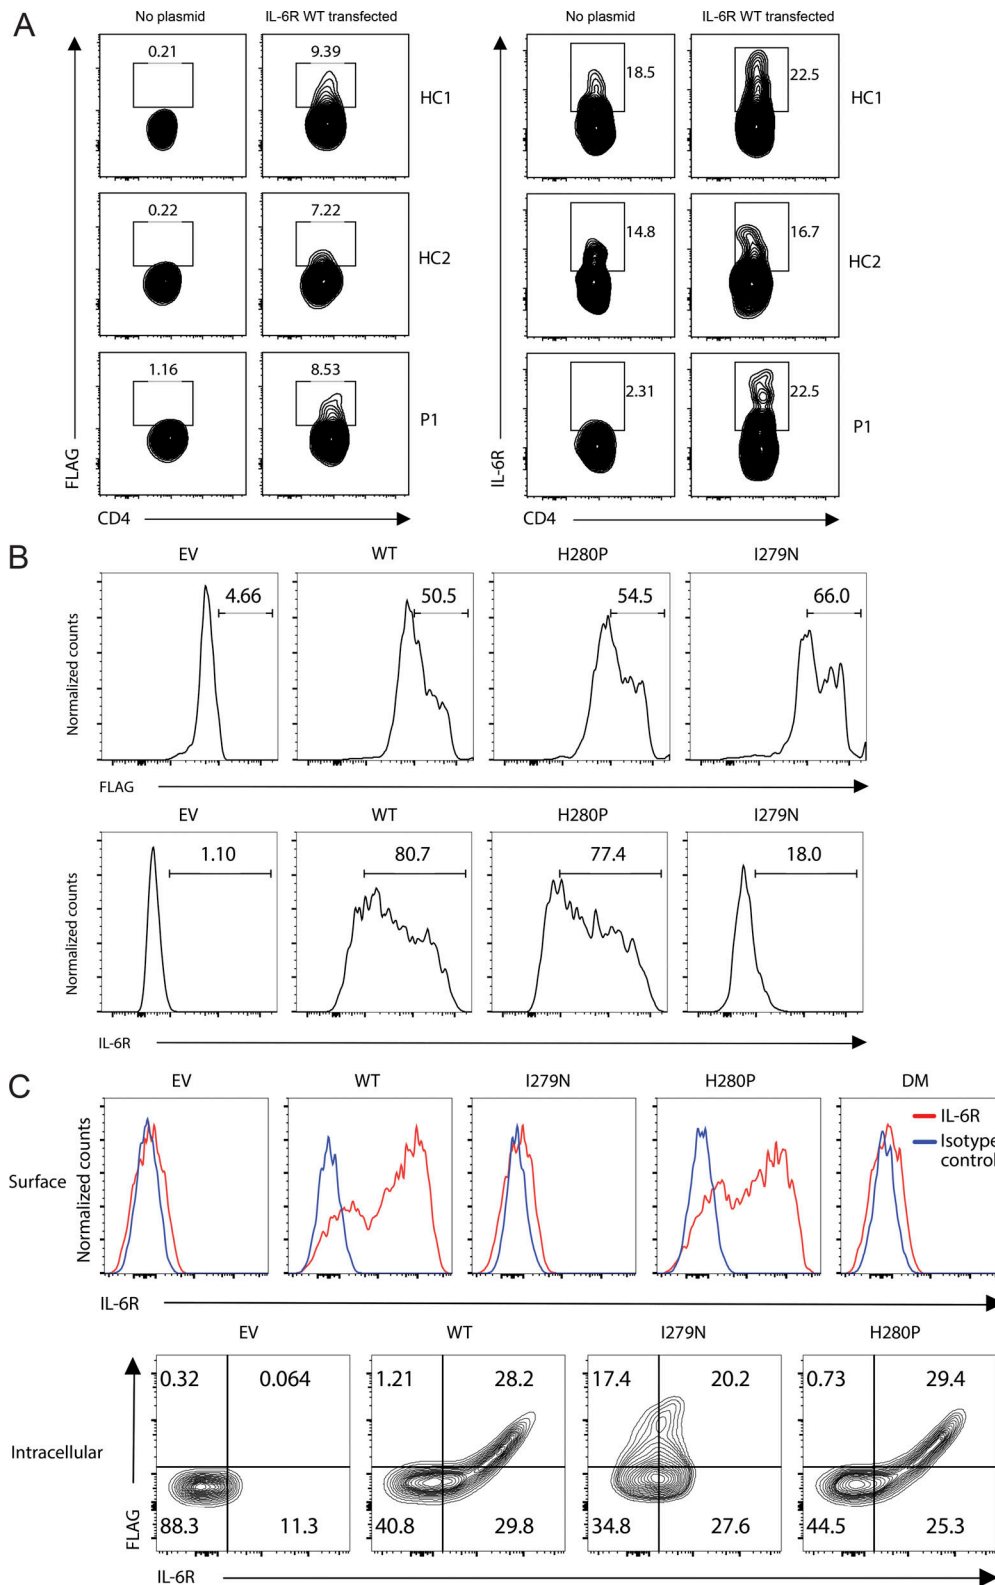 A
No plasmid
IL-6R WT transfected
No plasmid
IL-6R WT transfected
0.21
9.39
HC1
18.5
22.5
HC1
0.22
7.22
HC2
14.8
16.7
HC2
1.16
8.53
P1
2.31
22.5
P1
FLAG
CD4
IL-6R
CD4
B
EV
WT
H280P
I279N
4.66
50.5
54.5
66.0
Normalized counts
FLAG
EV
WT
H280P
I279N
1.10
80.7
77.4
18.0
Normalized counts
IL-6R
C
EV
WT
I279N
H280P
DM
Surface
Normalized counts
IL-6R
Isotype
control
IL-6R
EV
WT
I279N
H280P
Intracellular
FLAG
0.32
0.064
1.21
28.2
17.4
20.2
0.73
29.4
88.3
11.3
40.8
29.8
34.8
27.6
44.5
25.3
IL-6R